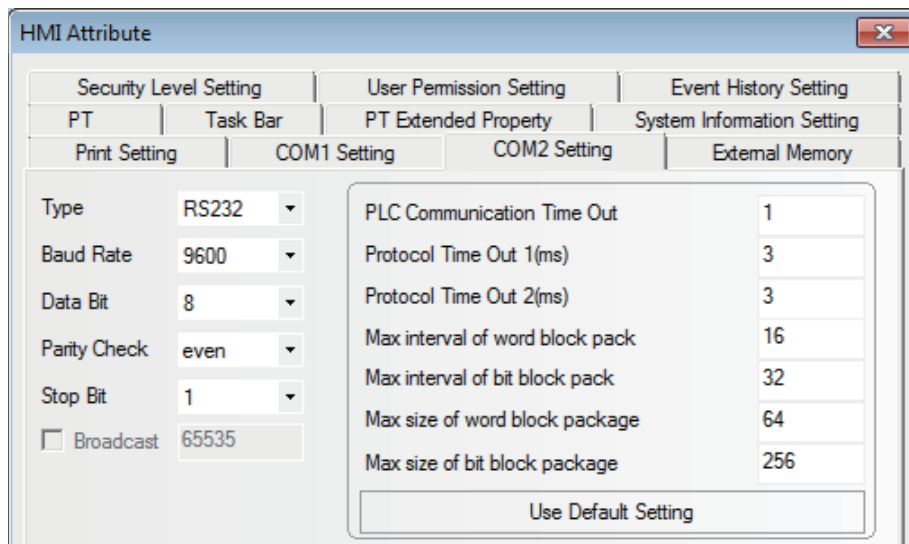 HMI Attribute
Security Level Setting User Permission Setting Event History Setting
PT Task Bar PT Extended Property System Information Setting
Print Setting COM1 Setting COM2 Setting External Memory
Type RS232
Baud Rate 9600
Data Bit 8
Parity Check even
Stop Bit 1
Broadcast 65535
PLC Communication Time Out 1
Protocol Time Out 1(ms) 3
Protocol Time Out 2(ms) 3
Max interval of word block pack 16
Max interval of bit block pack 32
Max size of word block package 64
Max size of bit block package 256
Use Default Setting